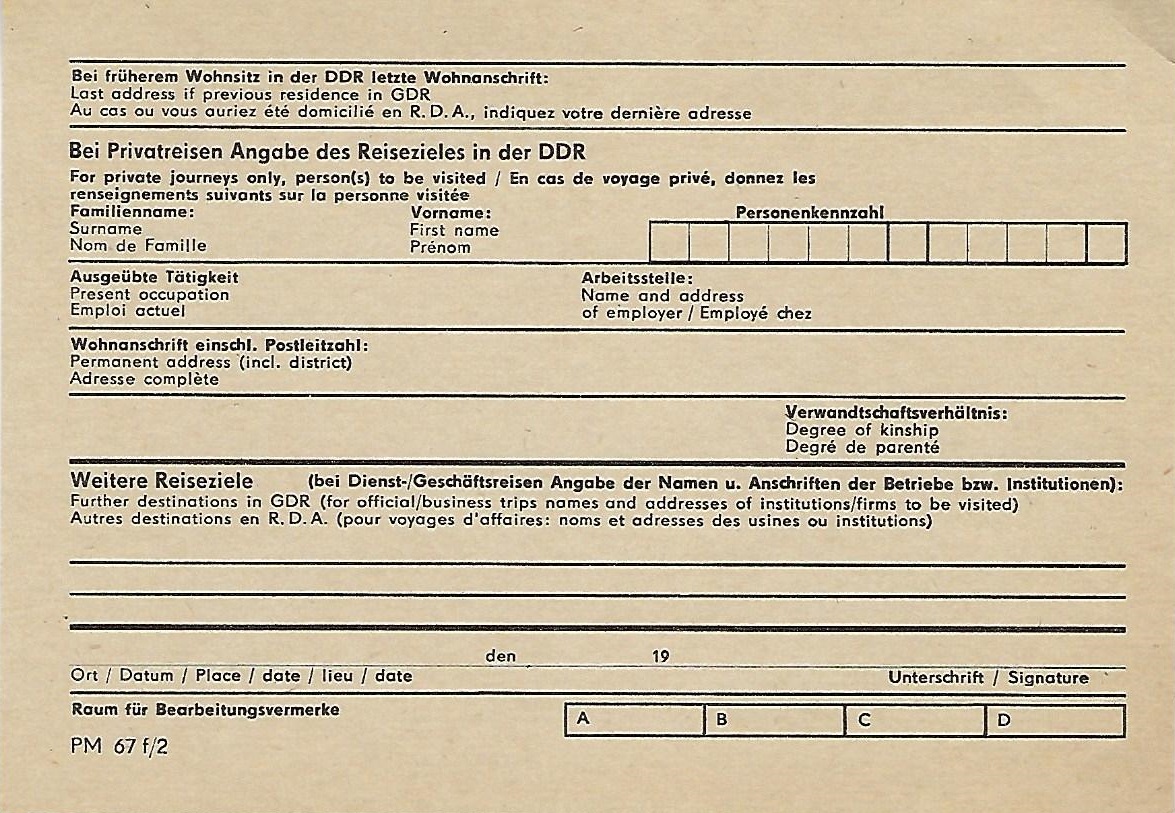 Bei früherem Wohnsitz in der DDR letzte Wohnanschrift:
Last address if previous residence in GDR
Au cas ou vous auriez été domicilié en R. D. A., indiquez votre dernière adresse
Bei Privatreisen Angabe des Reisezieles in der DDR
For private journeys only, person(s) to be visited / En cas de voyage privé, donnez les
renseignements suivants sur la personne visitée
Familienname: Vorname: Personenkennzahl
Surname First name
Nom de Famille Prénom
Ausgeübte Tätigkeit Arbeitsstelle:
Present occupation Name and address
Emploi actuel of employer / Employé chez
Wohnanschrift einschl. Postleitzahl:
Permanent address (incl. district)
Adresse complète
Verwandtschaftsverhältnis:
Degree of kinship
Degré de parenté
Weitere Reiseziele (bei Dienst-/Geschäftsreisen Angabe der Namen u. Anschriften der Betriebe bzw. Institutionen):
Further destinations in GDR (for official/business trips names and addresses of institutions/firms to be visited)
Autres destinations en R. D. A. (pour voyages d'affaires: noms et adresses des usines ou institutions)
den 19
Ort / Datum / Place / date / lieu / date Unterschrift / Signature
Raum für Bearbeitungsvermerke A B C D
PM 67 f/2